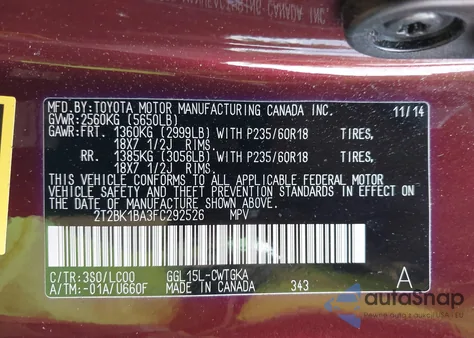 MFD. BY: TOYOTA MOTOR MANUFACTURING CANADA INC. 11/14
GVWR: 2560KG (5650LB)
GAWR: FRT. 1360KG (2999LB) WITH P235/60R18 TIRES,
18X7 1/2J RIMS.
RR. 1385KG (3056LB) WITH P235/60R18 TIRES,
18X7 1/2J RIMS.
THIS VEHICLE CONFORMS TO ALL APPLICABLE FEDERAL MOTOR
VEHICLE SAFETY AND THEFT PREVENTION STANDARDS IN EFFECT ON
THE DATE OF MANUFACTURE SHOWN ABOVE.
2T2BK1BA3FC292526 MPV
C/TR:3S0/LC00 GGL15L-CWTGKA A
A/TM:-01A/U660F MADE IN CANADA 343
autoSnap